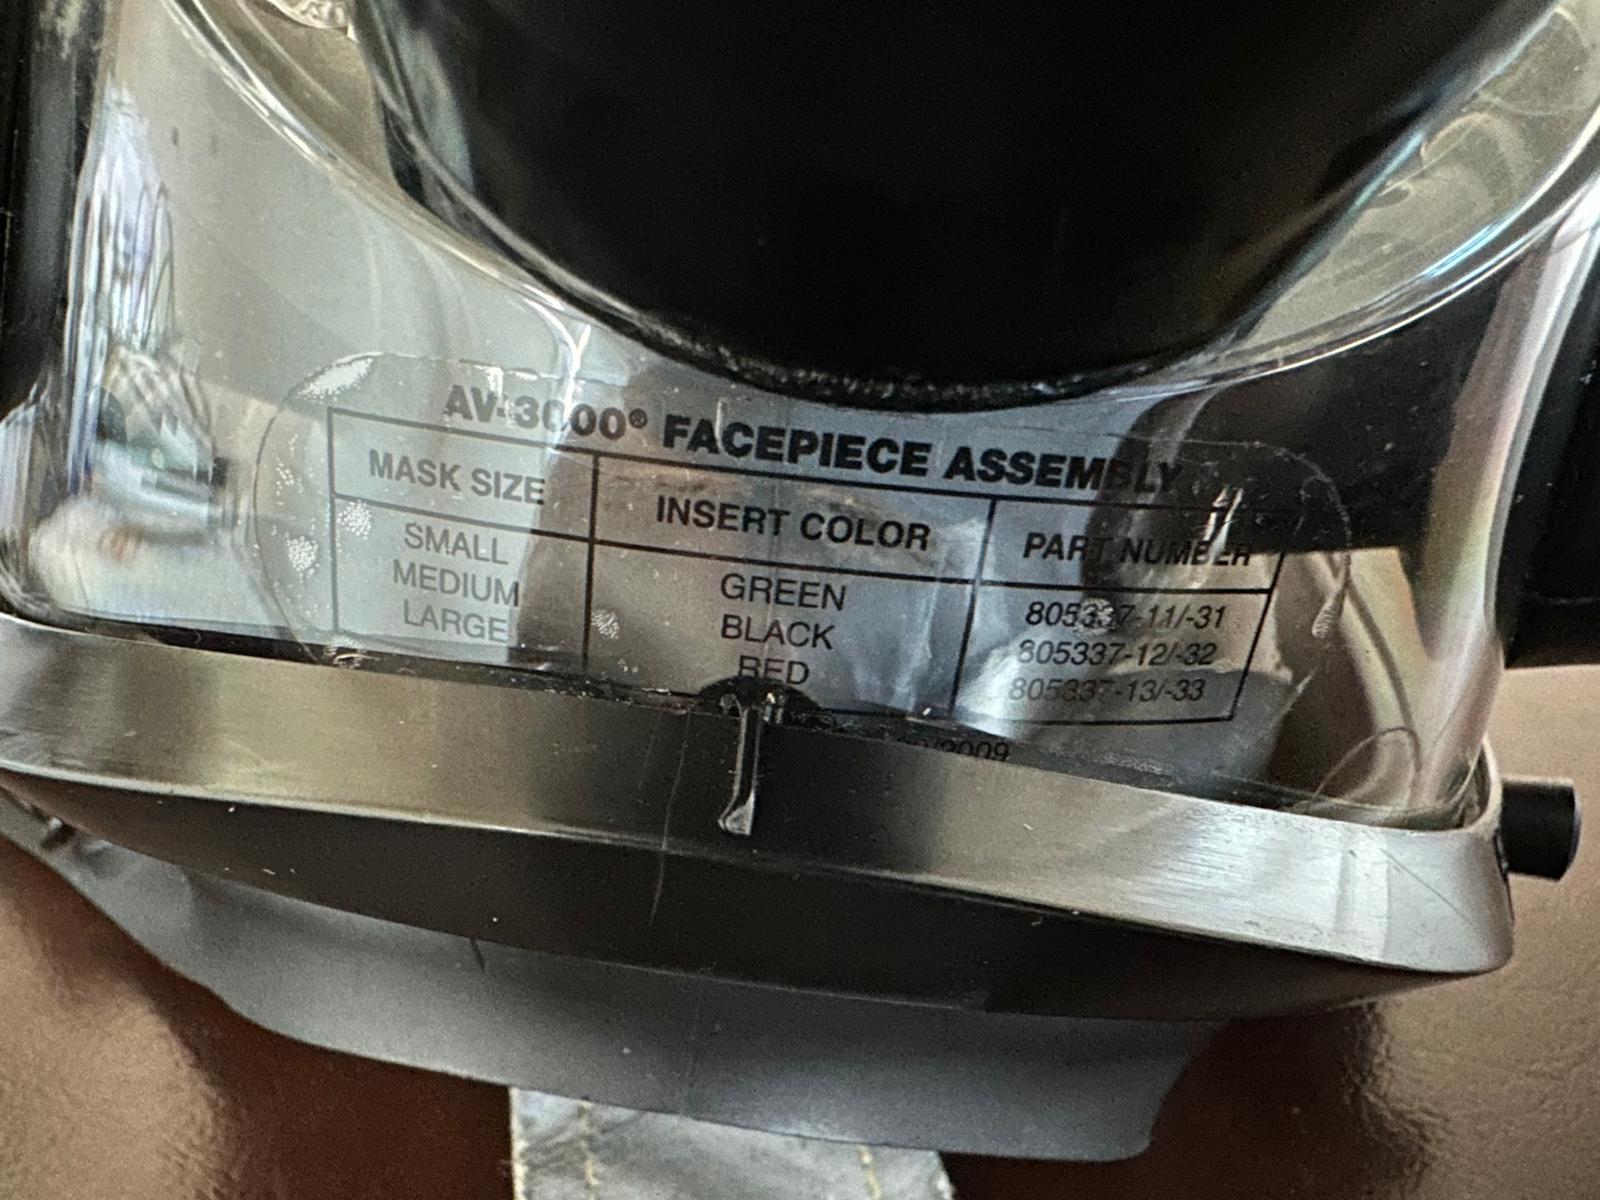 AV-3000® FACEPIECE ASSEMBLY
MASK SIZE INSERT COLOR PART NUMBER
SMALL GREEN 805337-11/-31
MEDIUM BLACK 805337-12/-32
LARGE RED 805337-13/-33
/2009